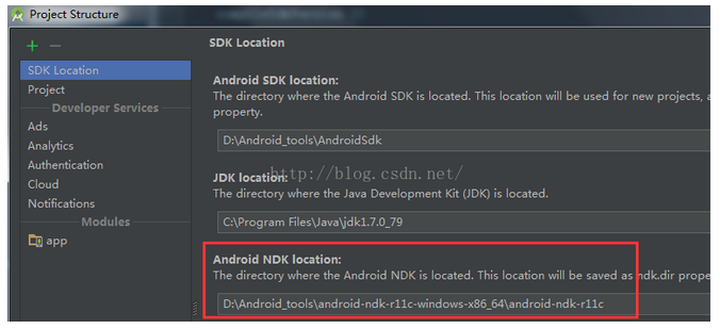 Project Structure
SDK Location
Project
Developer Services
Ads
Analytics
Authentication
Cloud
Notifications
Modules
app
SDK Location
Android SDK location:
The directory where the Android SDK is located. This location will be used for new projects, a
property.
D:\Android_tools\AndroidSdk
http://blog.csdn.net/
JDK location:
The directory where the Java Development Kit (JDK) is located.
C:\Program Files\Java\jdk1.7.0_79
Android NDK location:
The directory where the Android NDK is located. This location will be saved as ndk.dir prope
D:\Android_tools\android-ndk-r11c-windows-x86_64\android-ndk-r11c